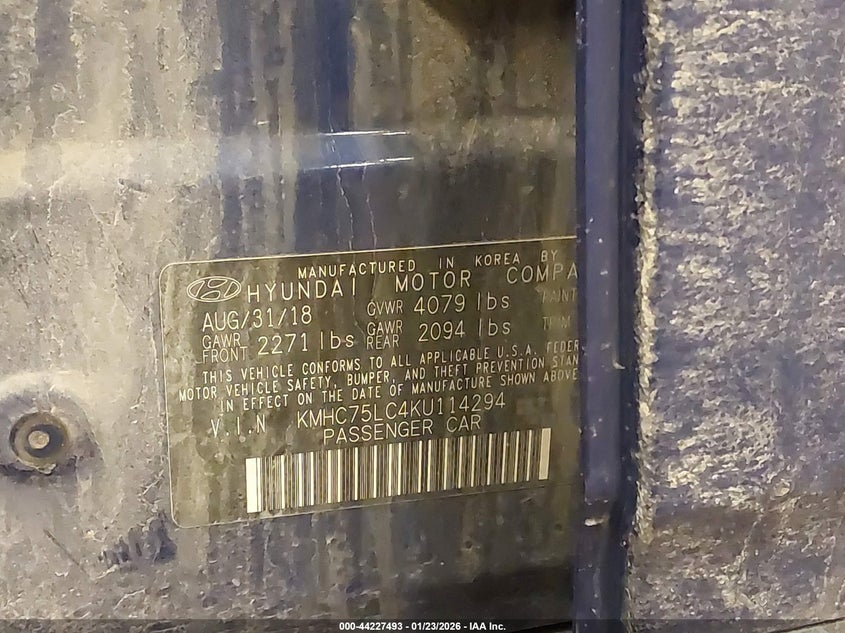 MANUFACTURED IN KOREA BY
HYUNDAI MOTOR COMPA
AUG/31/18 GVWR 4079 lbs PAINT
GAWR FRONT 2271 lbs GAWR REAR 2094 lbs TRIM
THIS VEHICLE CONFORMS TO ALL APPLICABLE U.S.A. FEDER
MOTOR VEHICLE SAFETY, BUMPER, AND THEFT PREVENTION STAN
IN EFFECT ON THE DATE OF MANUFACTURE SHOWN ABOVE
V.I.N KMHC75LC4KU114294
PASSENGER CAR
000-44227493 - 01/23/2026 - IAA Inc.